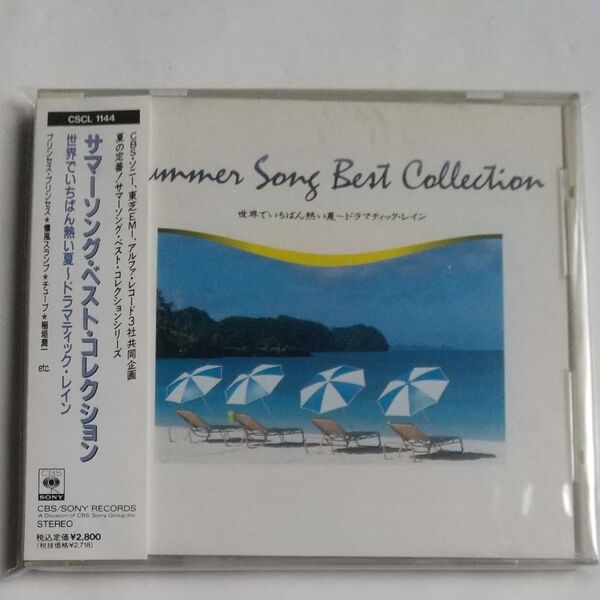 CSCL 1144
サマーソング・ベスト・コレクション
世界でいちばん熱い夏〜ドラマティック・レイン
プリンセス・プリンセス★爆風スランプ★チューブ★稲垣潤一
etc.
CBS・ソニー、東芝EMI、アルファ・レコード3社共同企画
夏の定番!サマーソング・ベスト・コレクションシリーズ
CBS
SONY
CBS/SONY RECORDS
A Division of CBS Sony Group Inc.
STEREO
税込定価¥2,800
(税抜価格¥2,718)
ummer Song Best Collection
世界でいちばん熱い夏〜ドラマティック・レイン